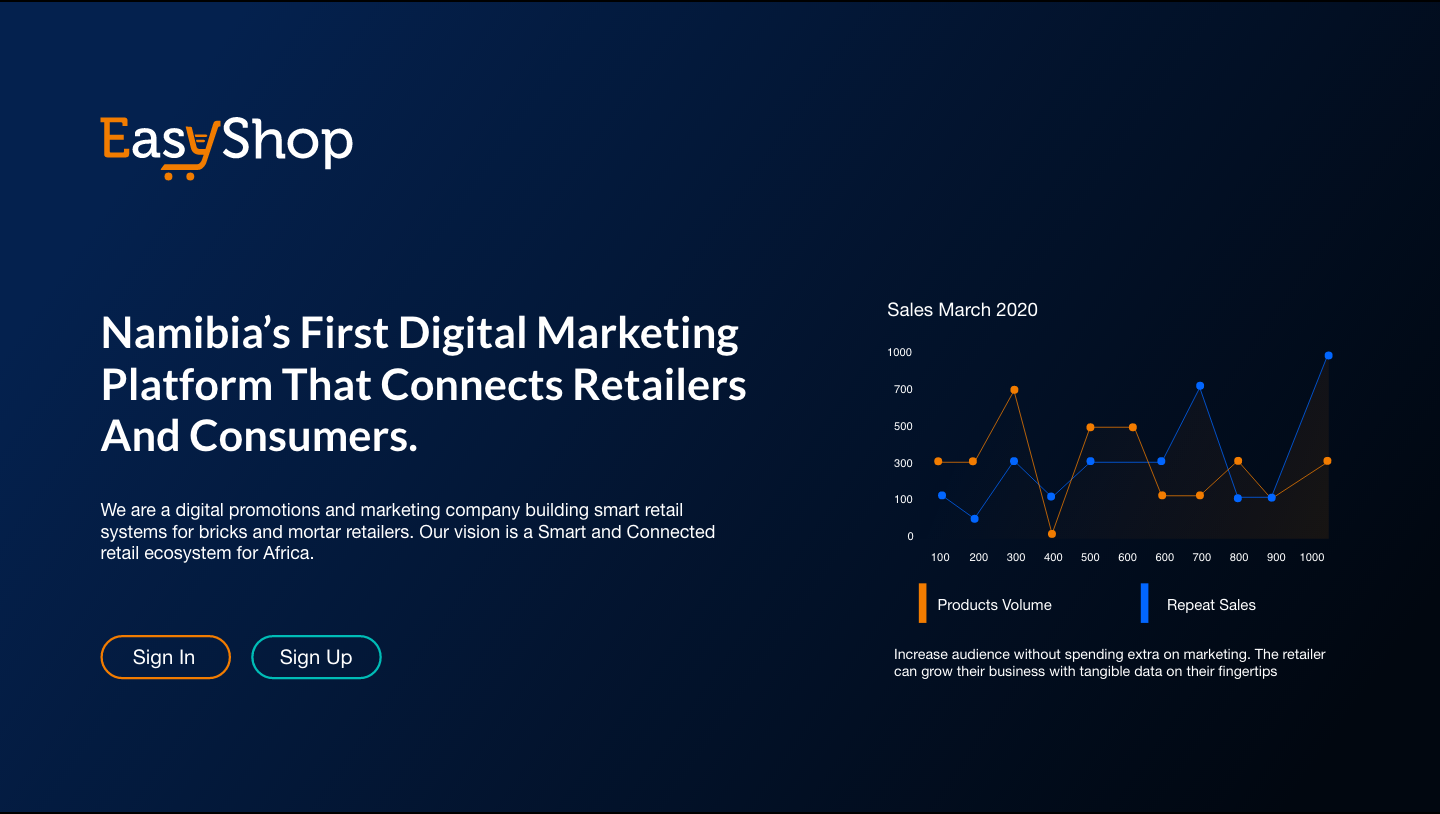 EasyShop
Namibia’s First Digital Marketing
Platform That Connects Retailers
And Consumers.
We are a digital promotions and marketing company building smart retail
systems for bricks and mortar retailers. Our vision is a Smart and Connected
retail ecosystem for Africa.
Sign In
Sign Up
Sales March 2020
1000
700
500
300
100
0
100 200 300 400 500 600 600 700 800 900 1000
Products Volume
Repeat Sales
Increase audience without spending extra on marketing. The retailer
can grow their business with tangible data on their fingertips